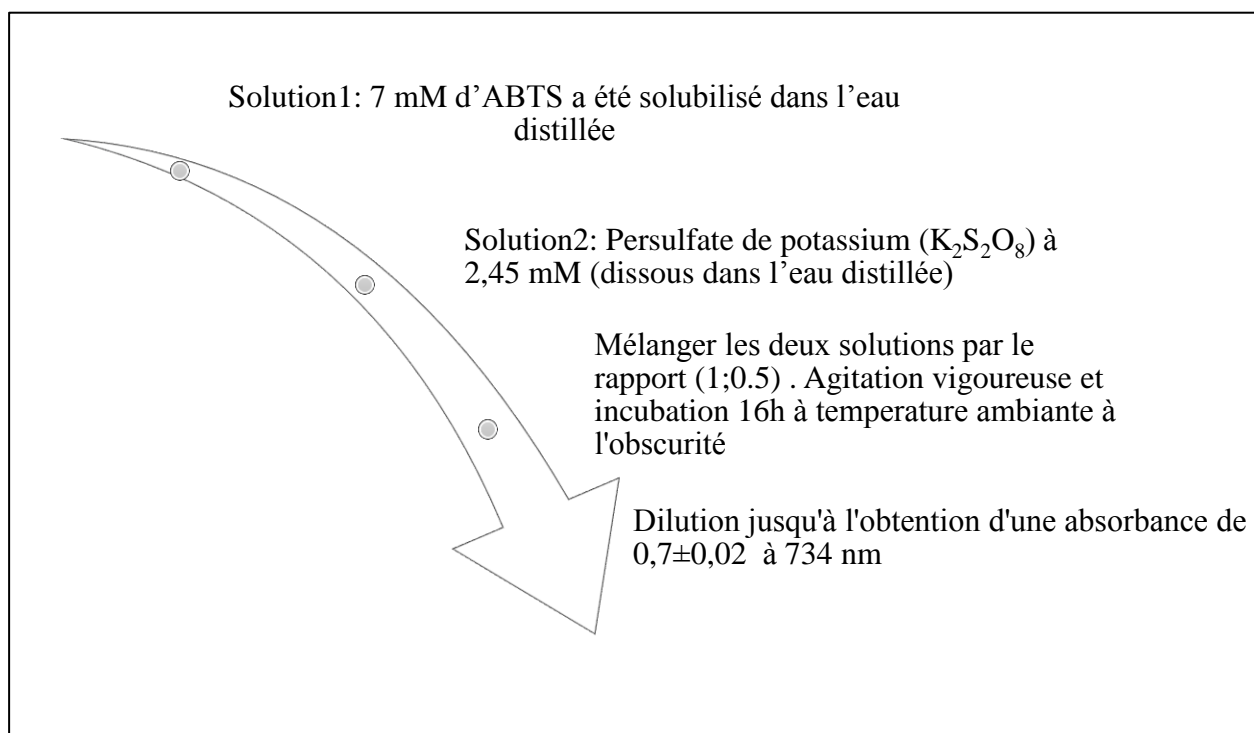 Solution1: 7 mM d’ABTS a été solubilisé dans l’eau
distillée
Solution2: Persulfate de potassium (K₂S₂O₈) à
2,45 mM (dissous dans l’eau distillée)
Mélanger les deux solutions par le
rapport (1;0.5) . Agitation vigoureuse et
incubation 16h à temperature ambiante à
l'obscurité
Dilution jusqu'à l'obtention d'une absorbance de
0,7±0,02 à 734 nm